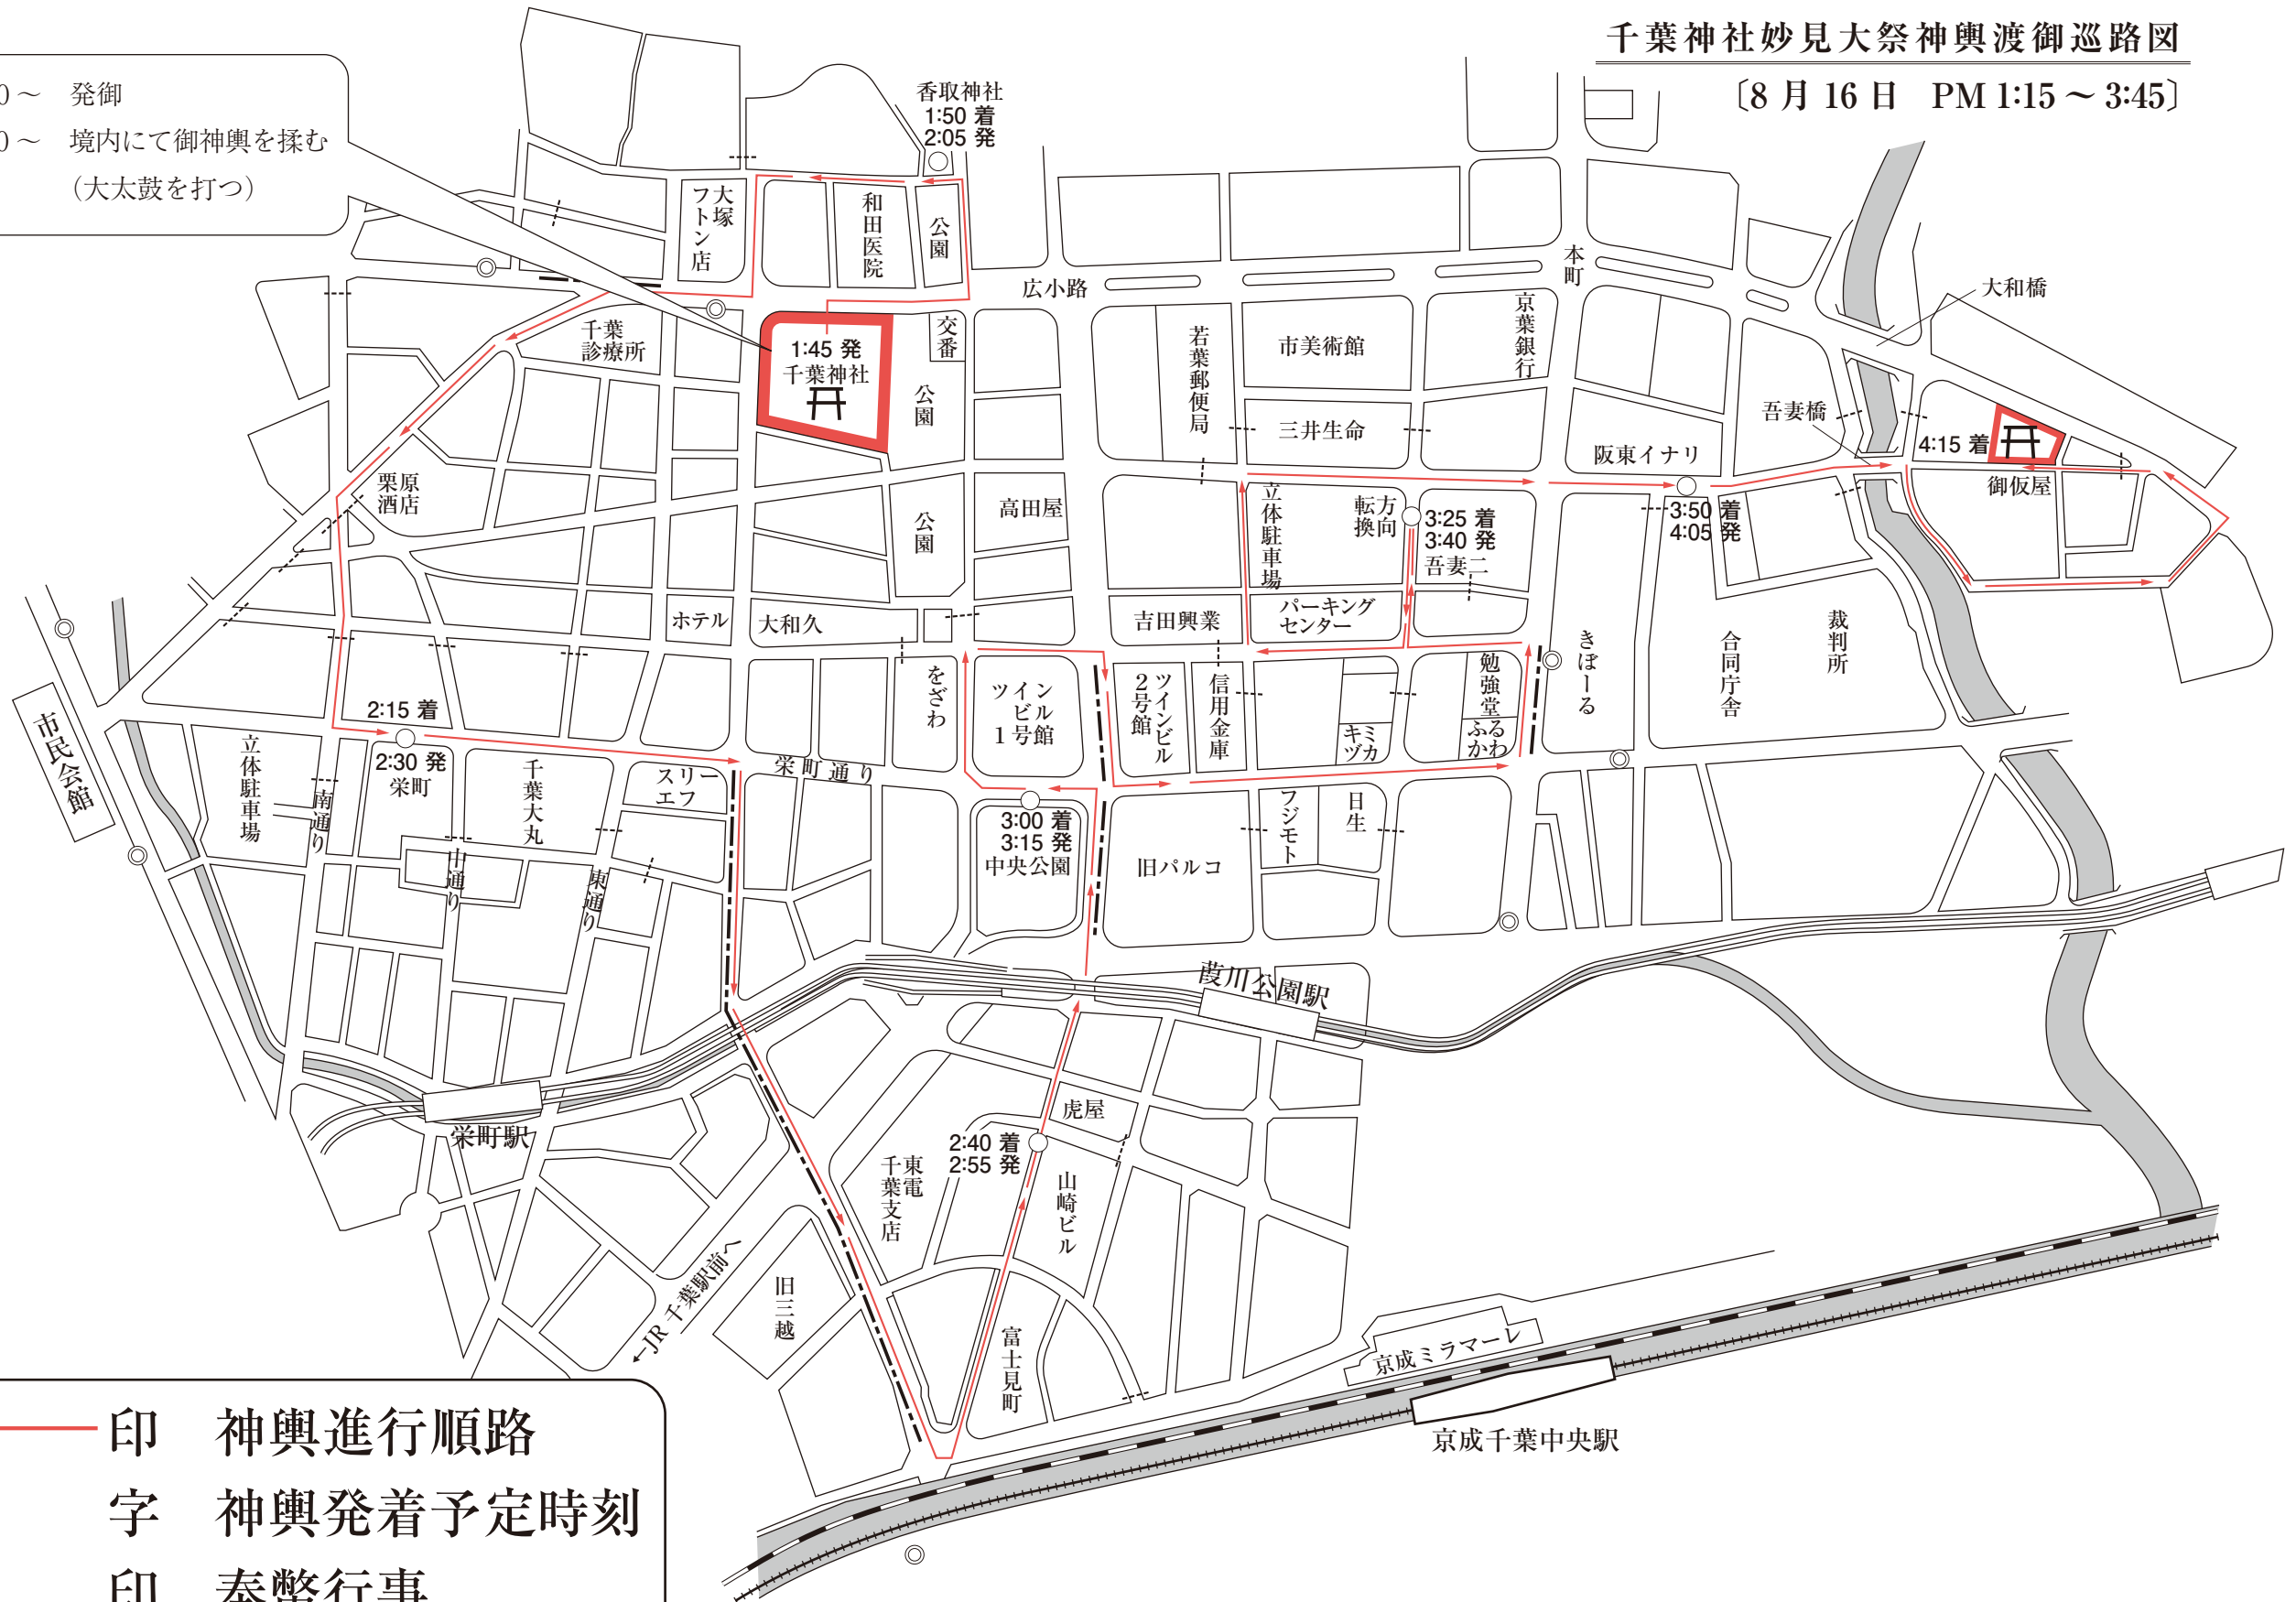 千葉神社妙見大祭神輿渡御巡路図
〔8 月 16 日　PM 1:15 ～ 3:45〕
0 ～　発御
0 ～　境内にて御神輿を揉む
（大太鼓を打つ）
香取神社
1:50 着
2:05 発
大塚
フトン店
和田医院
公園
広小路
本町
大和橋
千葉
診療所
1:45 発
千葉神社
交番
公園
若葉郵便局
市美術館
京葉銀行
三井生命
吾妻橋
4:15 着
御仮屋
阪東イナリ
栗原
酒店
公園
高田屋
立体駐車場
方向
転換
3:25 着
3:40 発
吾妻二
3:50 着
4:05 発
ホテル
大和久
吉田興業
パーキング
センター
きぼーる
合同庁舎
裁判所
市民会館
2:15 着
2:30 発
栄町
をざわ
ツイン
ビル
1 号館
ツインビル
2号館
信用金庫
キミ
ヅカ
勉強堂
ふる
かわ
立体駐車場
南通り
千葉大丸
スリー
エフ
栄町通り
中通り
東通り
3:00 着
3:15 発
中央公園
旧パルコ
フジモト
日生
葭川公園駅
栄町駅
虎屋
2:40 着
2:55 発
東電
千葉支店
山崎ビル
←JR 千葉駅前へ
旧三越
富士見町
京成ミラマーレ
京成千葉中央駅
印　神輿進行順路
字　神輿発着予定時刻
印　奉幣行事